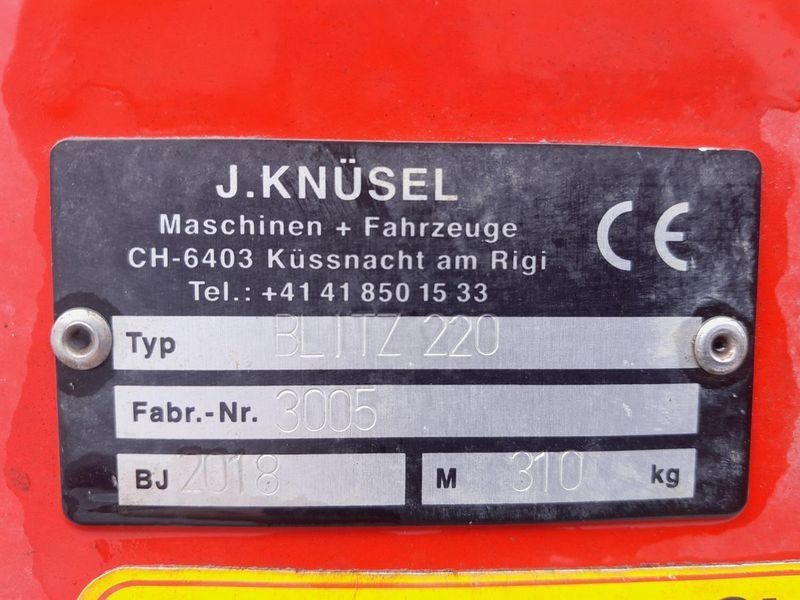 J.KNÜSEL
Maschinen + Fahrzeuge
CH-6403 Küssnacht am Rigi
Tel.: +41 41 850 15 33
CE
Typ BLITZ 220
Fabr.-Nr. 3005
BJ 2018 M 310 kg